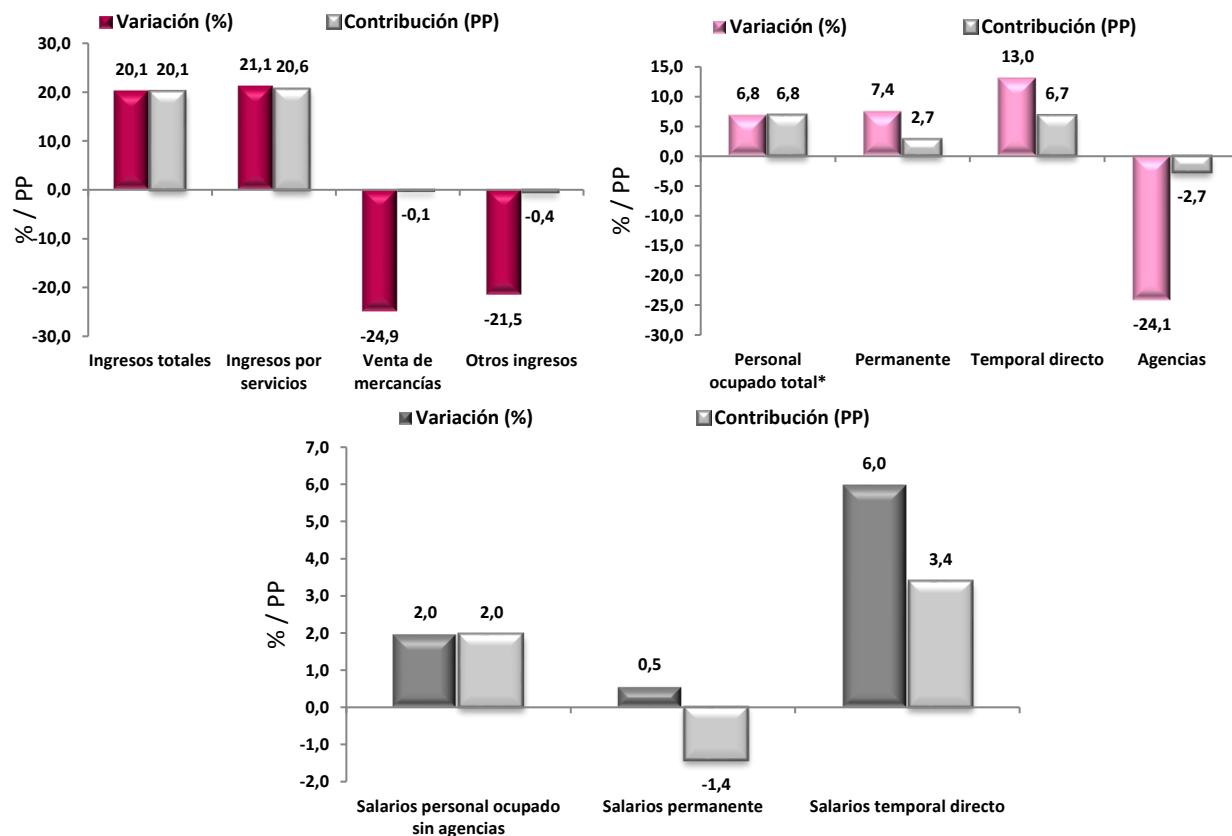 Variación (%) Contribución (PP)
30,0
20,0
10,0
0,0
-10,0
-20,0
-30,0
% / PP
20,1 20,1 21,1 20,6
-24,9 -0,1 -21,5 -0,4
Ingresos totales Ingresos por Venta de Otros ingresos
servicios mercancías
Variación (%) Contribución (PP)
15,0
10,0
5,0
0,0
-5,0
-10,0
-15,0
-20,0
-25,0
-30,0
% / PP
6,8 6,8 7,4 2,7 13,0 6,7
-24,1 -2,7
Personal Permanente Temporal directo Agencias
ocupado total*
Variación (%) Contribución (PP)
7,0
6,0
5,0
4,0
3,0
2,0
1,0
0,0
-1,0
-2,0
% / PP
2,0 2,0 0,5 -1,4 6,0 3,4
Salarios personal ocupado Salarios permanente Salarios temporal directo
sin agencias